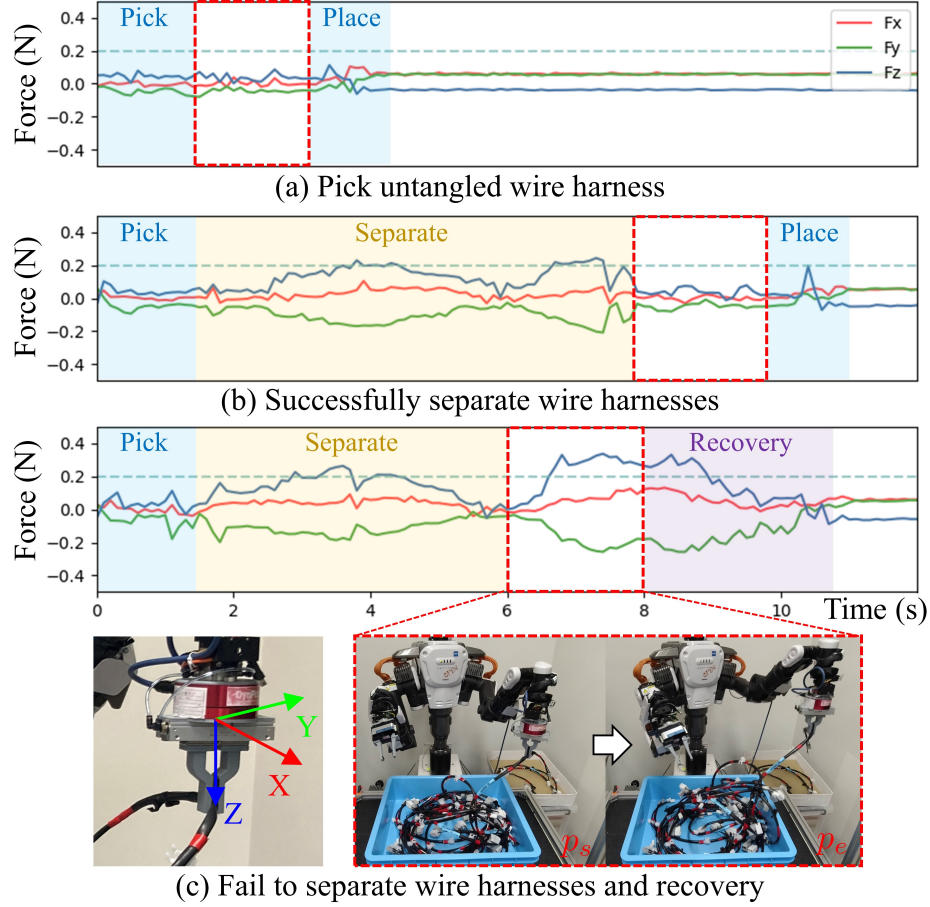 Pick
Place
Fx
Fy
Fz
Force (N)
0.4
0.2
0.0
−0.2
−0.4
(a) Pick untangled wire harness
Pick
Separate
Place
Force (N)
0.4
0.2
0.0
−0.2
−0.4
(b) Successfully separate wire harnesses
Pick
Separate
Recovery
Force (N)
0.4
0.2
0.0
−0.2
−0.4
0 2 4 6 8 10 Time (s)
Y
X
Z
p_s
p_e
(c) Fail to separate wire harnesses and recovery